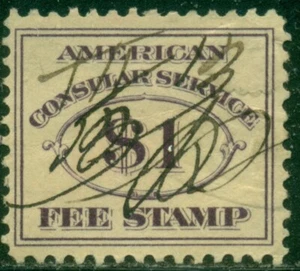 AMERICAN
CONSULAR SERVICE
$1
FEE STAMP